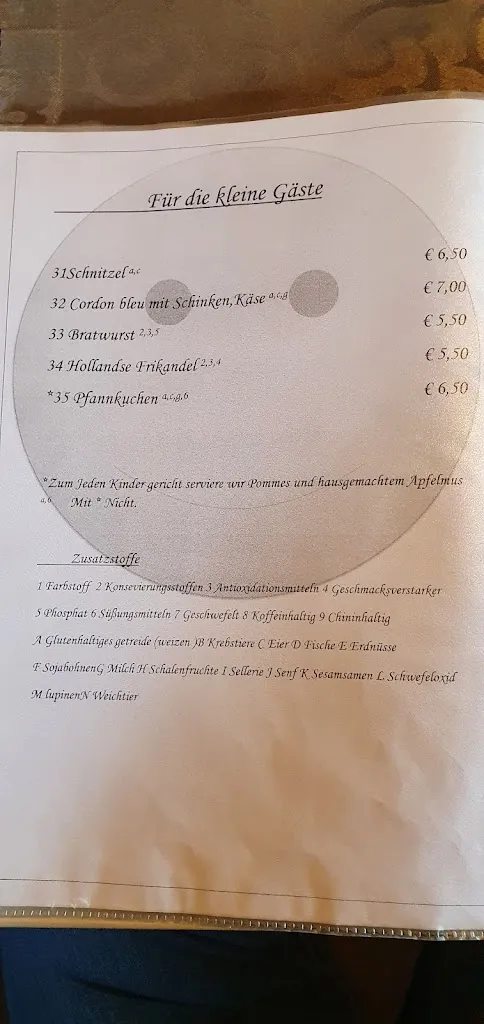 Für die kleine Gäste
31Schnitzel a,c € 6,50
32 Cordon bleu mit Schinken,Käse a,c,g € 7,00
33 Bratwurst 2,3,5 € 5,50
34 Hollandse Frikandel 2,3,4 € 5,50
*35 Pfannkuchen a,c,g,6 € 6,50
*Zum Jeden Kinder gericht serviere wir Pommes und hausgemachtem Apfelmus
a,6 Mit * Nicht.
Zusatzstoffe
1 Farbstoff 2 Konsevierungsstoffen 3 Antioxidationsmitteln 4 Geschmacksverstarker
5 Phosphat 6 Süßungsmitteln 7 Geschwefelt 8 Koffeinhaltig 9 Chininhaltig
A Glutenhaltiges getreide (weizen )B Krebstiere C Eier D Fische E Erdnüsse
F SojabohnenG Milch H Schalenfruchte I Sellerie J Senf K Sesamsamen L Schwefeloxid
M lupinenN Weichtier